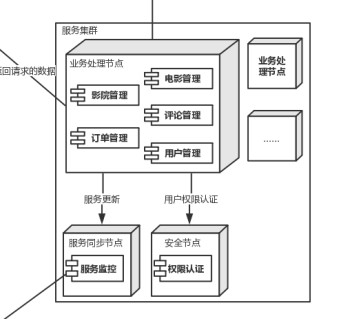 服务集群
业务处理节点
电影管理
影院管理
评论管理
订单管理
用户管理
业务处
理节点
......
回请求的数据
服务更新
用户权限认证
服务同步节点
服务监控
安全节点
权限认证